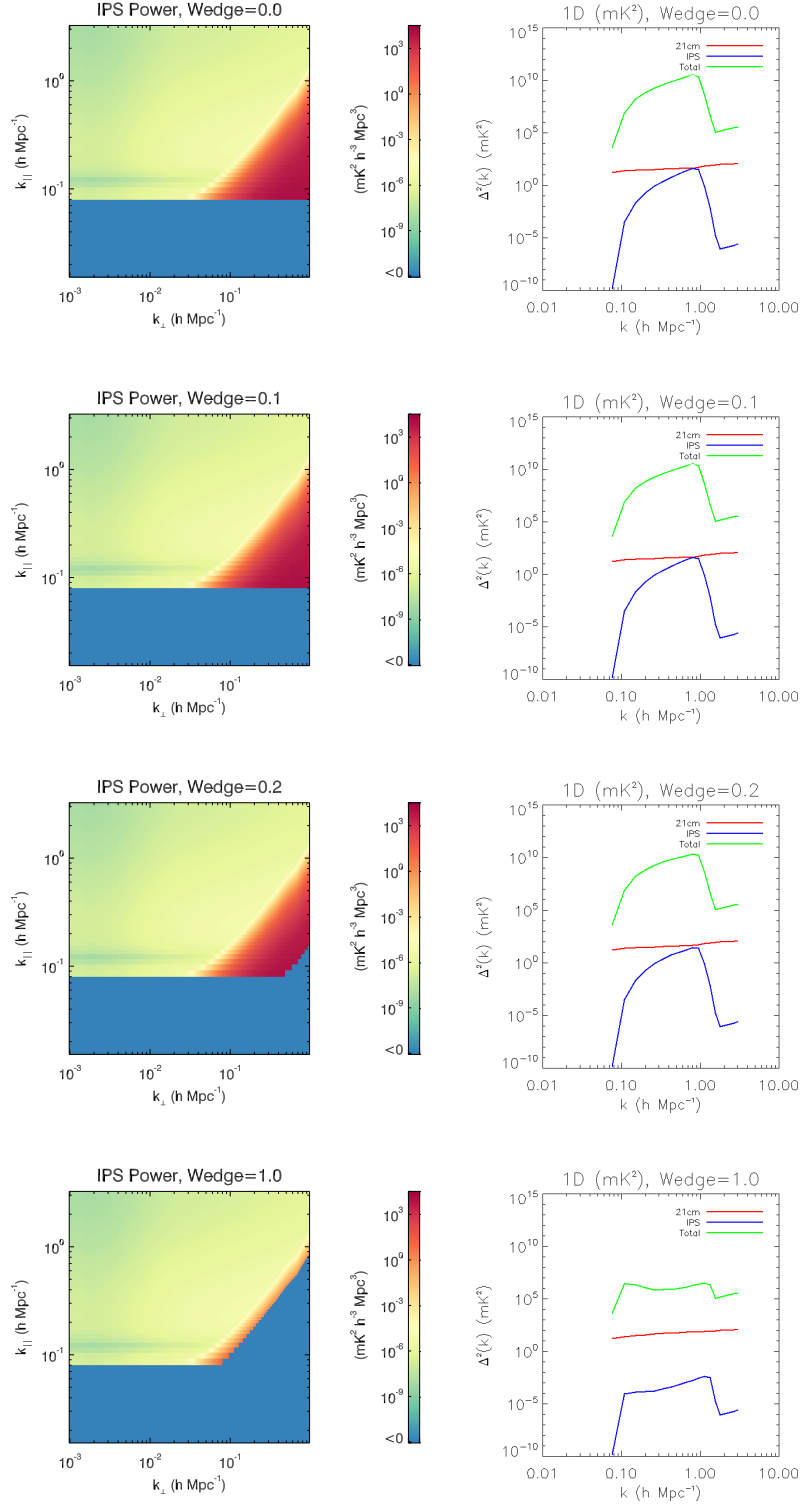 IPS Power, Wedge=0.0
10⁰
10⁻¹
k|| (h Mpc⁻¹)
10⁻³
10⁻²
10⁻¹
k⊥ (h Mpc⁻¹)
10³
10⁰
10⁻³
10⁻⁶
10⁻⁹
<0
(mK² h⁻³ Mpc³)
1D (mK²), Wedge=0.0
21cm
IPS
Total
10¹⁵
10¹⁰
10⁵
10⁰
10⁻⁵
10⁻¹⁰
Δ²(k) (mK²)
0.01
0.10
1.00
10.00
k (h Mpc⁻¹)
IPS Power, Wedge=0.1
10⁰
10⁻¹
k|| (h Mpc⁻¹)
10⁻³
10⁻²
10⁻¹
k⊥ (h Mpc⁻¹)
10³
10⁰
10⁻³
10⁻⁶
10⁻⁹
<0
(mK² h⁻³ Mpc³)
1D (mK²), Wedge=0.1
21cm
IPS
Total
10¹⁵
10¹⁰
10⁵
10⁰
10⁻⁵
10⁻¹⁰
Δ²(k) (mK²)
0.01
0.10
1.00
10.00
k (h Mpc⁻¹)
IPS Power, Wedge=0.2
10⁰
10⁻¹
k|| (h Mpc⁻¹)
10⁻³
10⁻²
10⁻¹
k⊥ (h Mpc⁻¹)
10³
10⁰
10⁻³
10⁻⁶
10⁻⁹
<0
(mK² h⁻³ Mpc³)
1D (mK²), Wedge=0.2
21cm
IPS
Total
10¹⁵
10¹⁰
10⁵
10⁰
10⁻⁵
10⁻¹⁰
Δ²(k) (mK²)
0.01
0.10
1.00
10.00
k (h Mpc⁻¹)
IPS Power, Wedge=1.0
10⁰
10⁻¹
k|| (h Mpc⁻¹)
10⁻³
10⁻²
10⁻¹
k⊥ (h Mpc⁻¹)
10³
10⁰
10⁻³
10⁻⁶
10⁻⁹
<0
(mK² h⁻³ Mpc³)
1D (mK²), Wedge=1.0
21cm
IPS
Total
10¹⁵
10¹⁰
10⁵
10⁰
10⁻⁵
10⁻¹⁰
Δ²(k) (mK²)
0.01
0.10
1.00
10.00
k (h Mpc⁻¹)